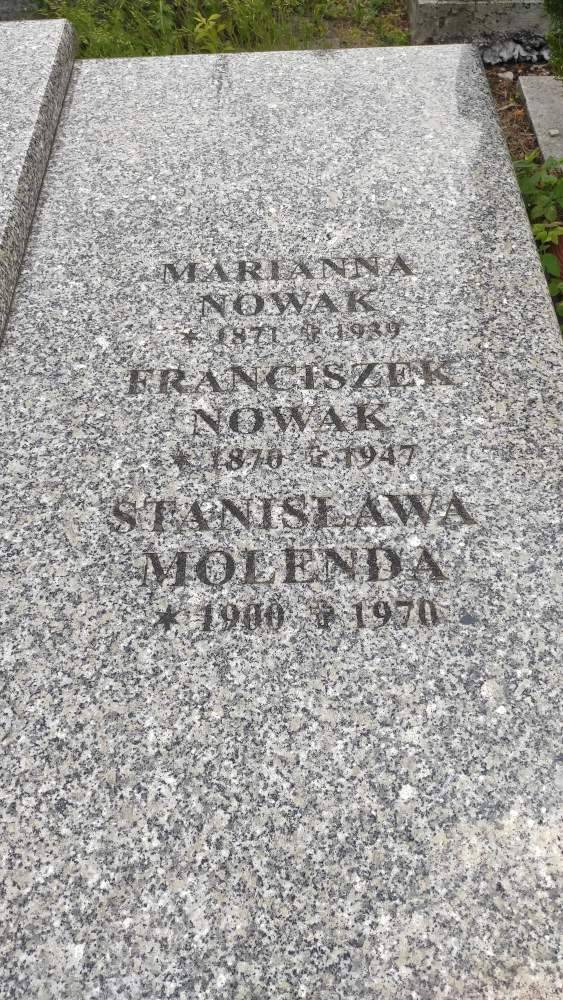 MARIANNA
NOWAK
* 1871 ✞ 1939
FRANCISZEK
NOWAK
* 1870 ✞ 1947
STANISŁAWA
MOLENDA
* 1900 ✞ 1970